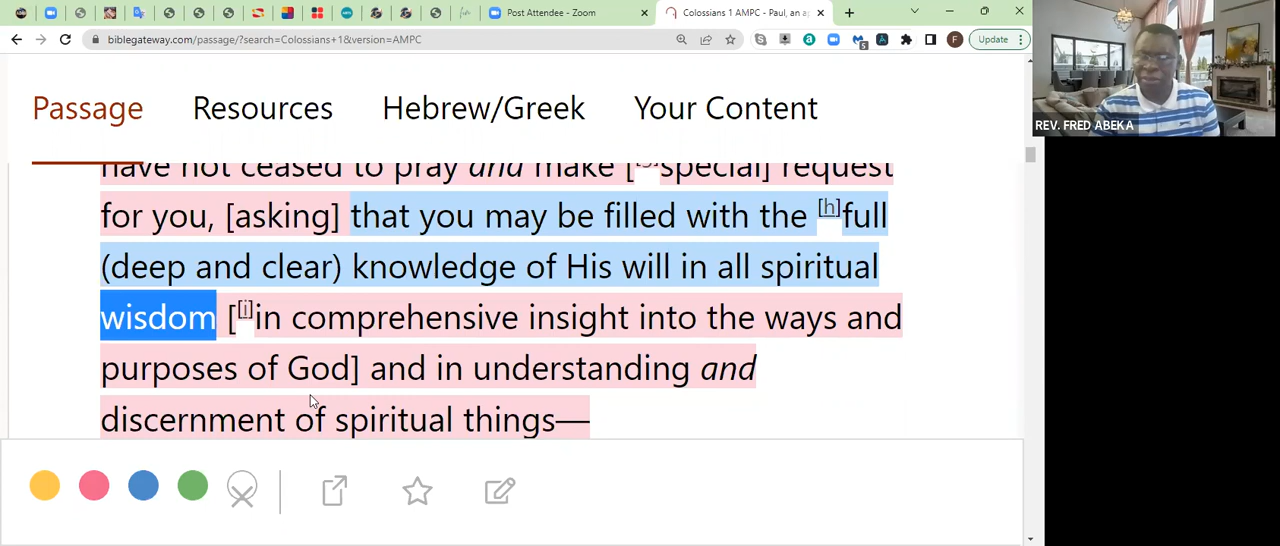 Post Attendee - Zoom
Colossians 1 AMPC - Paul, an a
biblegateway.com/passage/?search=Colossians+1&version=AMPC
5
F
Update
REV. FRED ABEKA
Passage
Resources
Hebrew/Greek
Your Content
have not ceased to pray and make [[g]special] request
for you, [asking] that you may be filled with the [h]full
(deep and clear) knowledge of His will in all spiritual
wisdom [[i]in comprehensive insight into the ways and
purposes of God] and in understanding and
discernment of spiritual things—